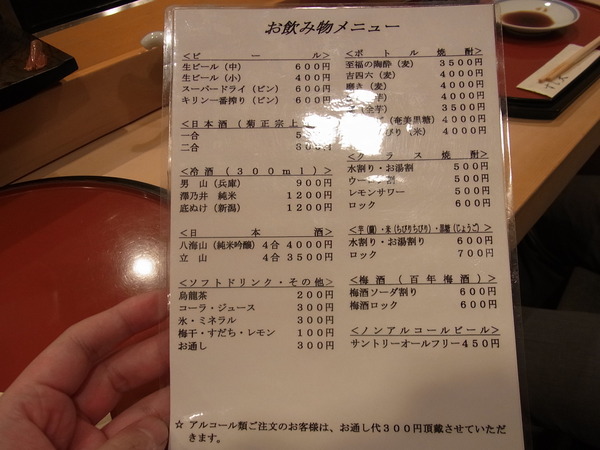 お飲み物メニュー
<ビール>
生ビール (中) 600円
生ビール (小) 400円
スーパードライ (ビン) 600円
キリン一番搾り (ビン) 600円
<日本酒 (菊正宗上
一合
二合
<冷酒 (300ml)>
男山 (兵庫) 900円
澤乃井 純米 1200円
底ぬけ (新潟) 1200円
<日本酒>
八海山 (純米吟醸) 4合 4000円
立山 4合 3500円
<ソフトドリンク・その他>
烏龍茶 200円
コーラ・ジュース 300円
氷・ミネラル 300円
梅干・すだち・レモン 100円
お通し 300円
<ボトル焼酎>
至福の陶酔 (麦) 3500円
吉四六 (麦) 4000円
磨き (麦) 4000円
4000円
3500円
(奄美黒糖) 4000円
(米) 4000円
<グラス焼酎>
水割り・お湯割 500円
ウーロン割 500円
レモンサワー 500円
ロック 600円
水割り・お湯割り 600円
ロック 700円
<梅酒 (百年梅酒)>
梅酒ソーダ割り 600円
梅酒ロック 600円
<ノンアルコールビール>
サントリーオールフリー 450円
☆ アルコール類ご注文のお客様は、お通し代300円頂戴させていただ
きます。